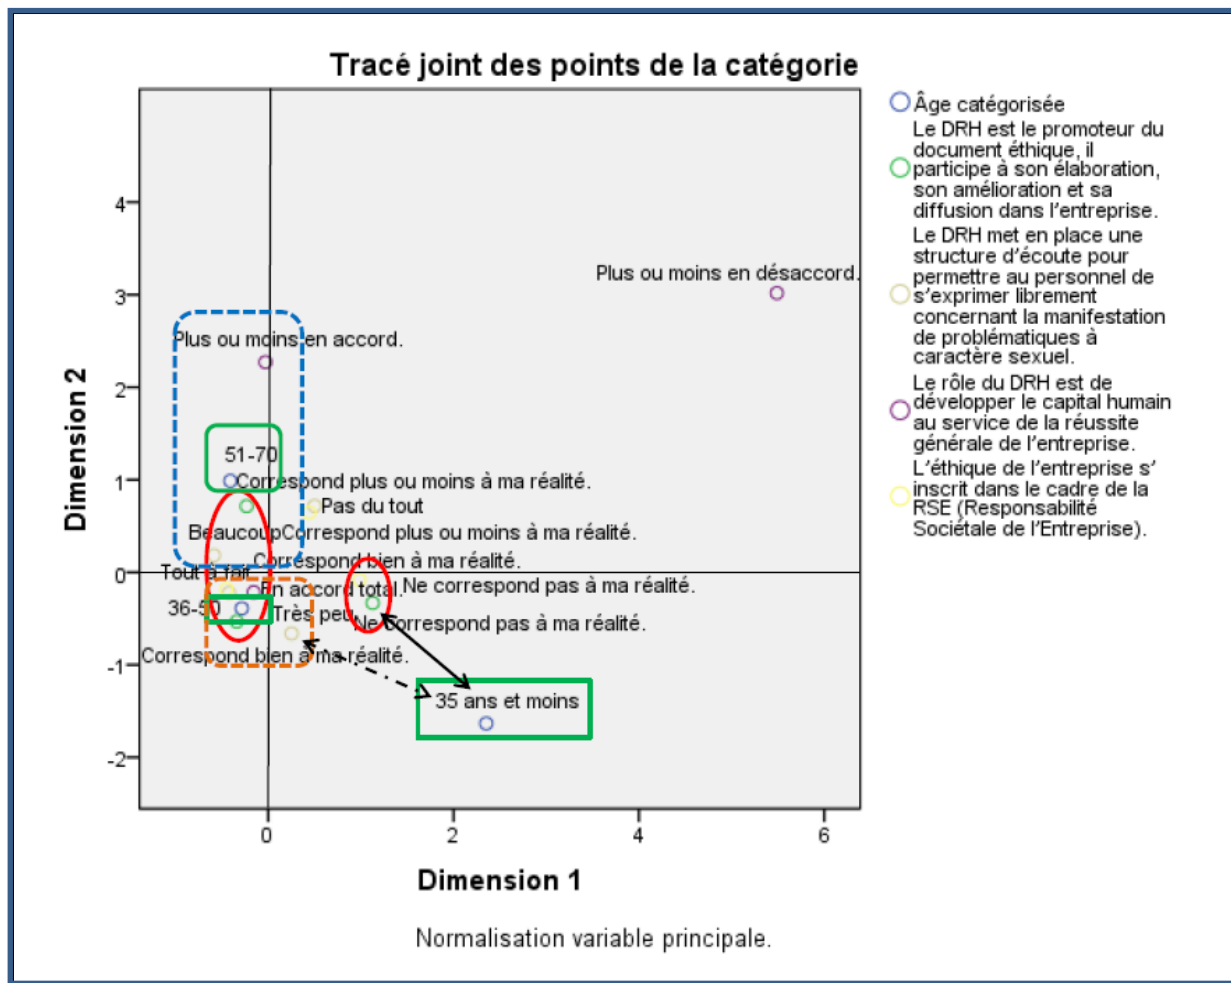 Tracé joint des points de la catégorie
Âge catégorisée
Le DRH est le promoteur du
document éthique, il
participe à son élaboration,
son amélioration et sa
diffusion dans l'entreprise.
Le DRH met en place une
structure d'écoute pour
permettre au personnel de
s'exprimer librement
concernant la manifestation
de problématiques à
caractère sexuel.
Le rôle du DRH est de
développer le capital humain
au service de la réussite
générale de l'entreprise.
L'éthique de l'entreprise s'
inscrit dans le cadre de la
RSE (Responsabilité
Sociétale de l'Entreprise).
Dimension 2
4
3
2
1
0
-1
-2
Plus ou moins en désaccord.
Plus ou moins en accord.
51-70
Correspond plus ou moins à ma réalité.
Pas du tout
Beaucoup
Correspond plus ou moins à ma réalité.
Correspond bien à ma réalité.
Tout à fait
En accord total.
Ne correspond pas à ma réalité.
36-50
Très peu
Ne correspond pas à ma réalité.
Correspond bien à ma réalité.
35 ans et moins
0
2
4
6
Dimension 1
Normalisation variable principale.